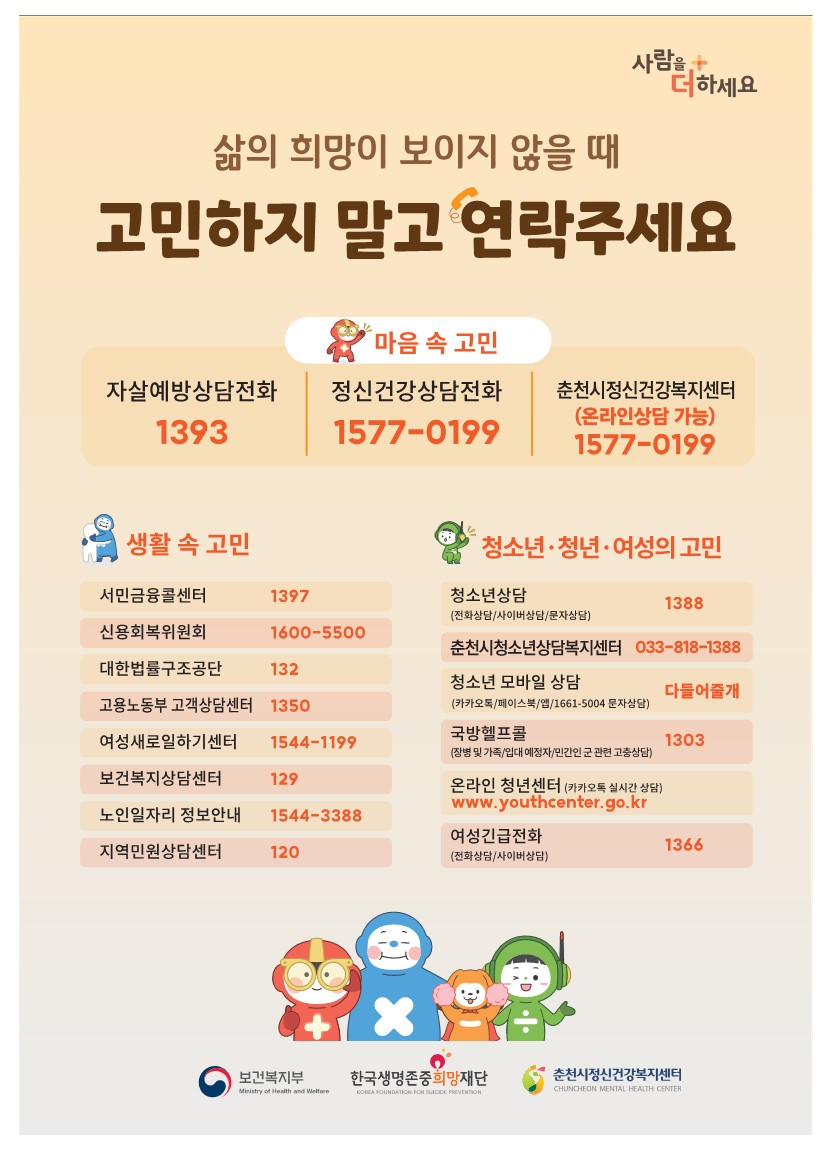 사람을
더하세요
삶의 희망이 보이지 않을 때
고민하지 말고 연락주세요
마음 속 고민
자살예방상담전화
1393
정신건강상담전화
1577-0199
춘천시정신건강복지센터
(온라인상담 가능)
1577-0199
생활 속 고민
서민금융콜센터 1397
신용회복위원회 1600-5500
대한법률구조공단 132
고용노동부 고객상담센터 1350
여성새로일하기센터 1544-1199
보건복지상담센터 129
노인일자리 정보안내 1544-3388
지역민원상담센터 120
청소년·청년·여성의 고민
청소년상담 1388
(전화상담/사이버상담/문자상담)
춘천시청소년상담복지센터 033-818-1388
청소년 모바일 상담 다들어줄개
(카카오톡/페이스북/앱/1661-5004 문자상담)
국방헬프콜 1303
(장병 및 가족/입대 예정자/민간인 군 관련 고충상담)
온라인 청년센터 (카카오톡 실시간 상담)
www.youthcenter.go.kr
여성긴급전화 1366
(전화상담/사이버상담)
보건복지부
Ministry of Health and Welfare
한국생명존중희망재단
KOREA FOUNDATION FOR SUICIDE PREVENTION
춘천시정신건강복지센터
CHUNCHEON MENTAL HEALTH CENTER